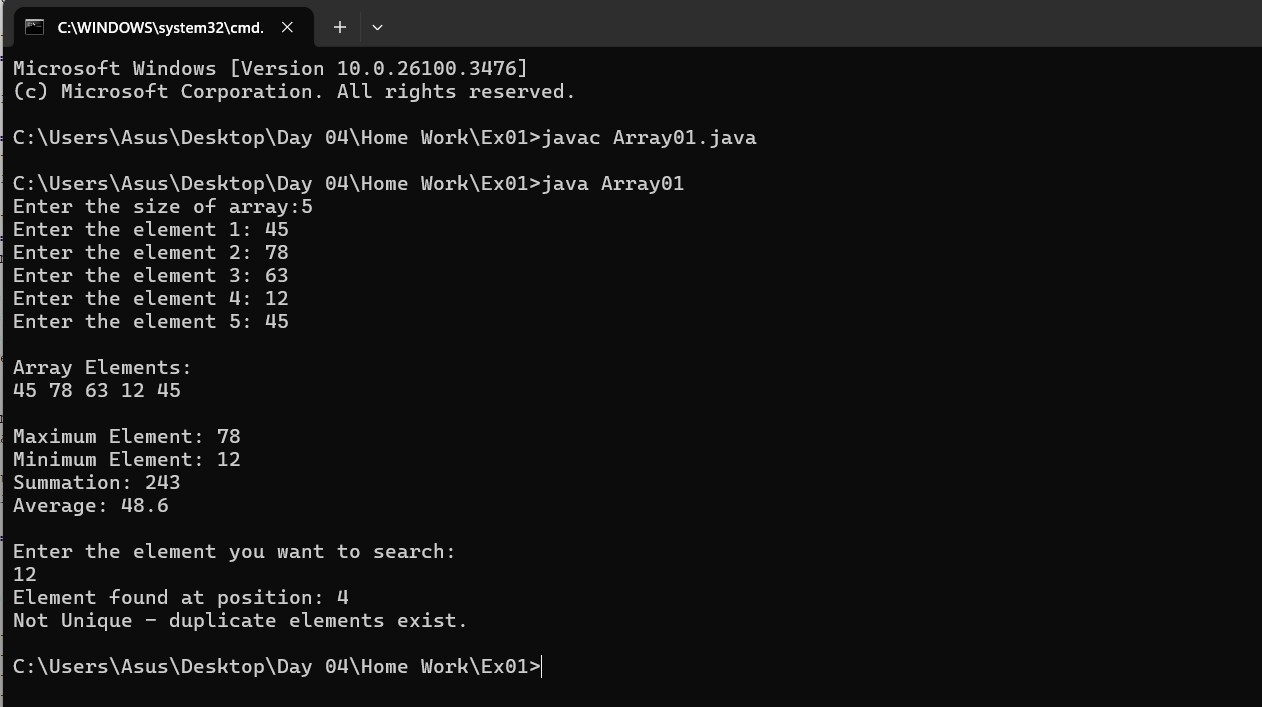 C:\WINDOWS\system32\cmd.
Microsoft Windows [Version 10.0.26100.3476]
(c) Microsoft Corporation. All rights reserved.
C:\Users\Asus\Desktop\Day 04\Home Work\Ex01>javac Array01.java
C:\Users\Asus\Desktop\Day 04\Home Work\Ex01>java Array01
Enter the size of array:5
Enter the element 1: 45
Enter the element 2: 78
Enter the element 3: 63
Enter the element 4: 12
Enter the element 5: 45
Array Elements:
45 78 63 12 45
Maximum Element: 78
Minimum Element: 12
Summation: 243
Average: 48.6
Enter the element you want to search:
12
Element found at position: 4
Not Unique - duplicate elements exist.
C:\Users\Asus\Desktop\Day 04\Home Work\Ex01>